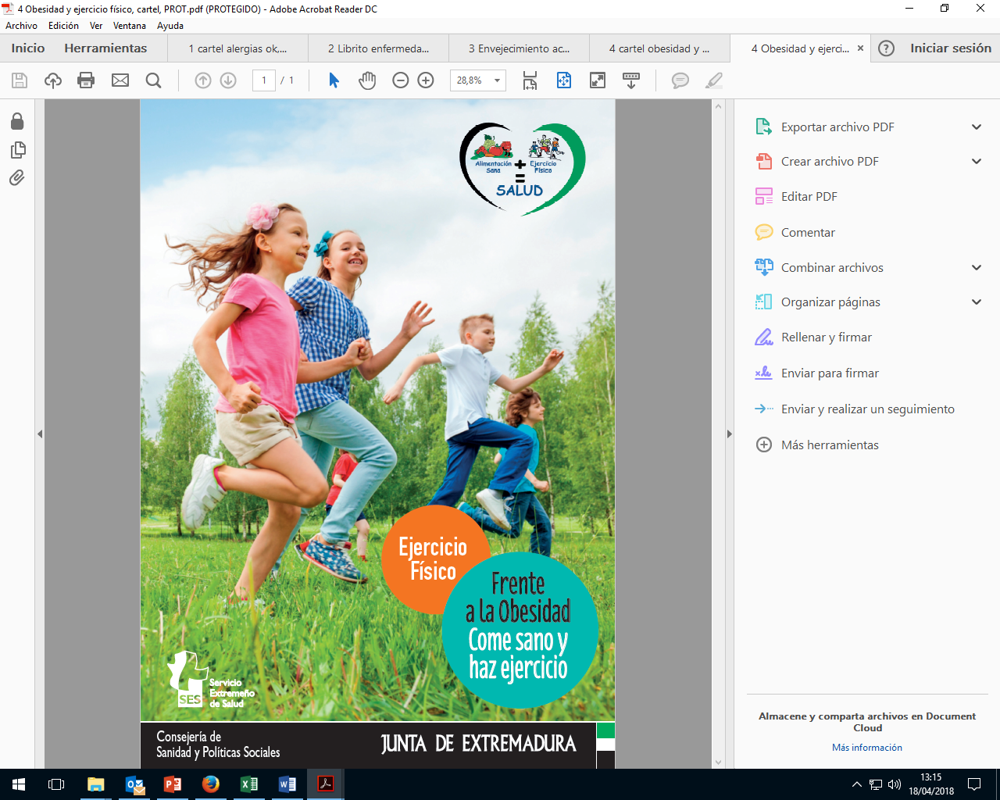 4 Obesidad y ejercicio físico, cartel, PROT.pdf (PROTEGIDO) - Adobe Acrobat Reader DC
Archivo Edición Ver Ventana Ayuda
Inicio Herramientas 1 cartel alergias ok,... 2 Librito enfermeda... 3 Envejecimiento ac... 4 cartel obesidad y ... 4 Obesidad y ejerci... × ? Iniciar sesión
1 / 1 28,8%
Alimentación Sana
+
Ejercicio Físico
=
SALUD
Ejercicio
Físico
Frente
a la Obesidad
Come sano y
haz ejercicio
SES
Servicio
Extremeño
de Salud
Consejería de
Sanidad y Políticas Sociales
JUNTA DE EXTREMADURA
Exportar archivo PDF
Crear archivo PDF
Editar PDF
Comentar
Combinar archivos
Organizar páginas
Rellenar y firmar
Enviar para firmar
Enviar y realizar un seguimiento
Más herramientas
Almacene y comparta archivos en Document
Cloud
Más información
13:15
18/04/2018